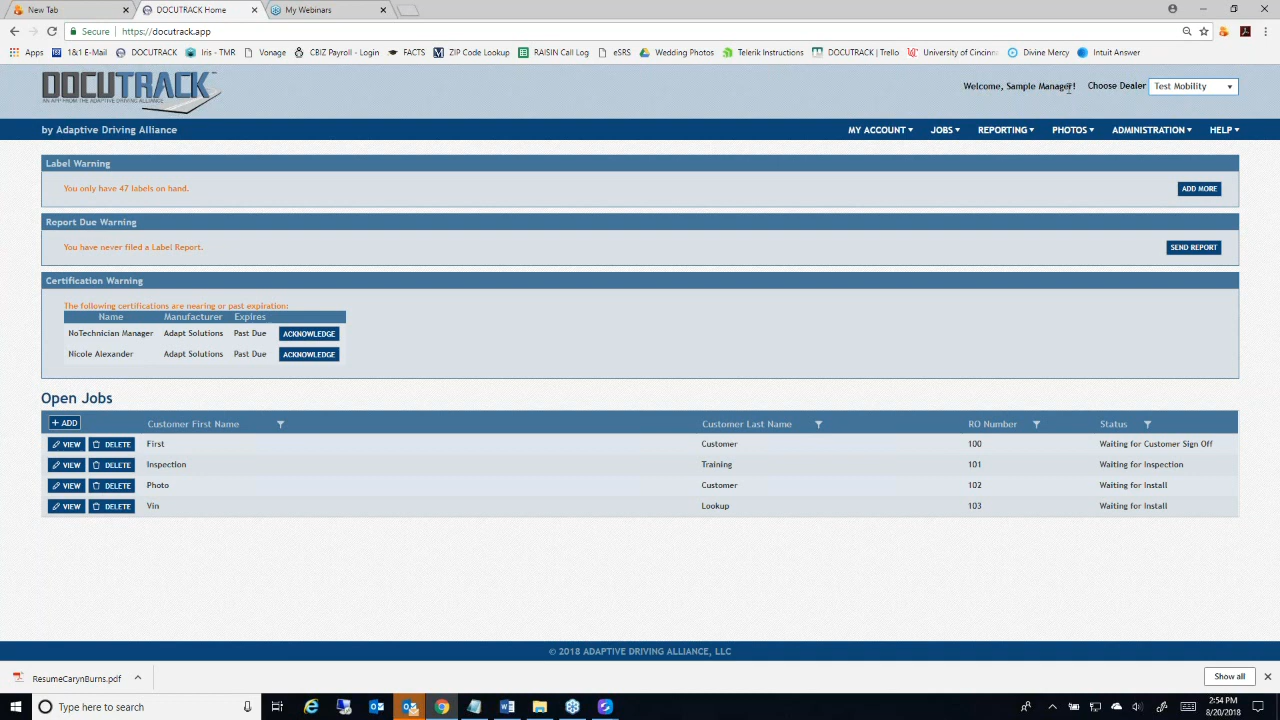 New Tab
DOCUTRACK Home
My Webinars
Secure
https://docutrack.app
Apps
1&1 E-Mail
DOCUTRACK
Iris - TMR
Vonage
CBIZ Payroll - Login
FACTS
ZIP Code Lookup
RABEN Call Log
eSRS
Wedding Photos
Telerik Instructions
DOCUTRACK | Trello
University of Cincinn
Divine Mercy
Intuit Answer
DOCUTRACK™
AN APP FROM THE ADAPTIVE DRIVING ALLIANCE
Welcome, Sample Manager!
Choose Dealer
Test Mobility
by Adaptive Driving Alliance
MY ACCOUNT
JOBS
REPORTING
PHOTOS
ADMINISTRATION
HELP
Label Warning
You only have 47 labels on hand.
ADD MORE
Report Due Warning
You have never filed a Label Report.
SEND REPORT
Certification Warning
The following certifications are nearing or past expiration:
Name Manufacturer Expires
NoTechnician Manager Adapt Solutions Past Due ACKNOWLEDGE
Nicole Alexander Adapt Solutions Past Due ACKNOWLEDGE
Open Jobs
+ ADD Customer First Name Customer Last Name RO Number Status
VIEW DELETE First Customer 100 Waiting for Customer Sign Off
VIEW DELETE Inspection Training 101 Waiting for Inspection
VIEW DELETE Photo Customer 102 Waiting for Install
VIEW DELETE Vin Lookup 103 Waiting for Install
© 2018 ADAPTIVE DRIVING ALLIANCE, LLC
ResumeCarynBurns.pdf
Show all
Type here to search
2:54 PM
8/20/2018